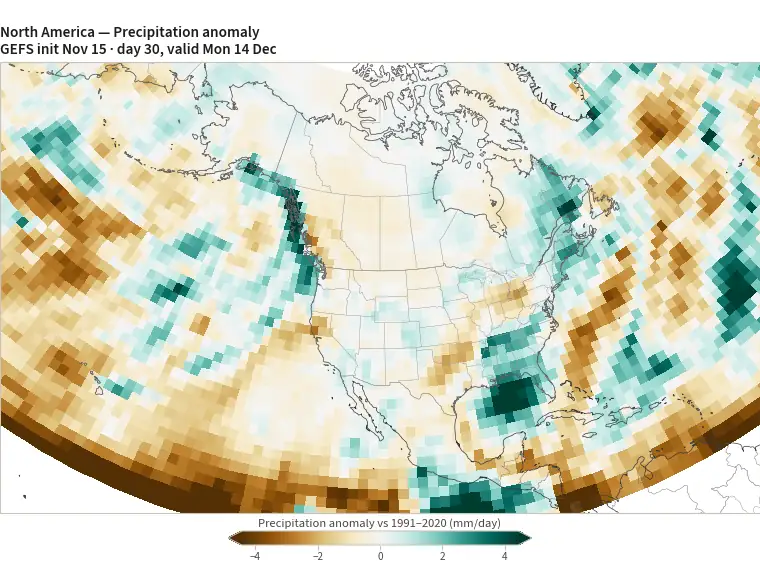 North America — Precipitation anomaly
GEFS init Nov 15 · day 30, valid Mon 14 Dec
Precipitation anomaly vs 1991–2020 (mm/day)
−4 −2 0 2 4